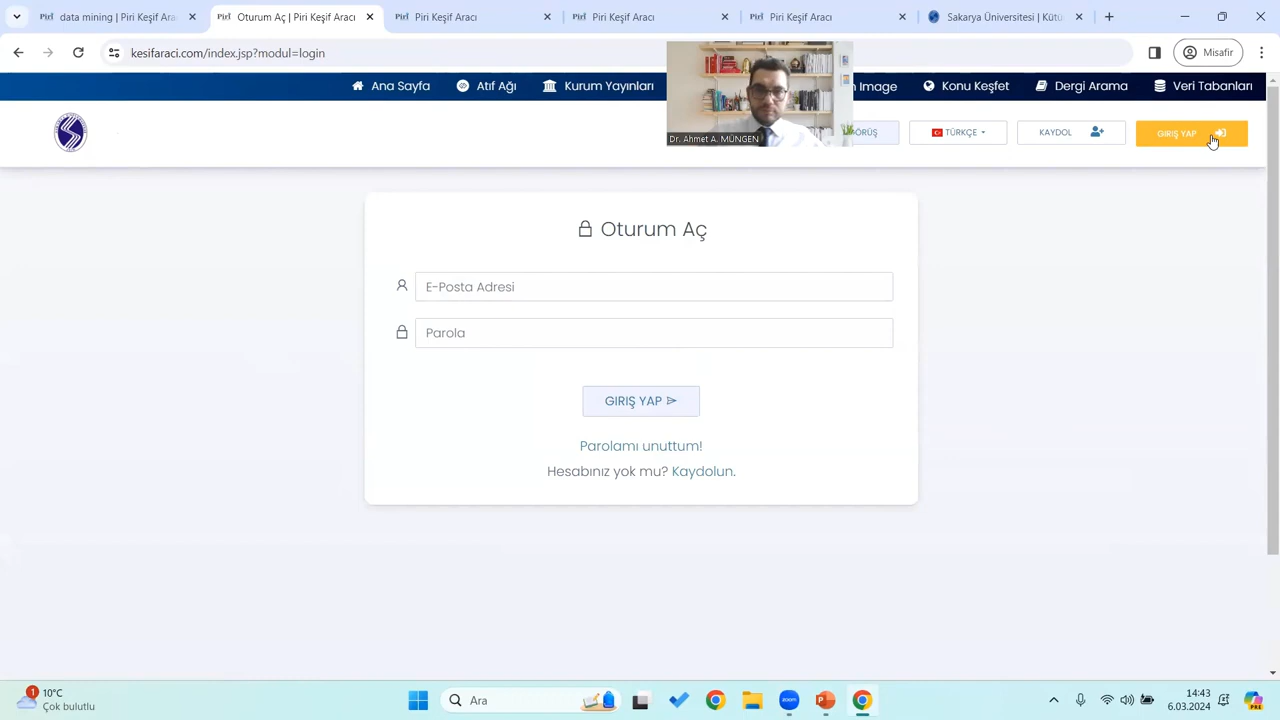 data mining | Piri Keşif Aracı
Oturum Aç | Piri Keşif Aracı
Piri Keşif Aracı
Piri Keşif Aracı
Piri Keşif Aracı
Sakarya Üniversitesi | Kütü
kesifaraci.com/index.jsp?modul=login
Misafir
Ana Sayfa
Atıf Ağı
Kurum Yayınları
Image
Konu Keşfet
Dergi Arama
Veri Tabanları
Dr. Ahmet A. MÜNGEN
TÜRKÇE
KAYDOL
GIRIŞ YAP
Oturum Aç
E-Posta Adresi
Parola
GIRIŞ YAP
Parolamı unuttum!
Hesabınız yok mu? Kaydolun.
1
10°C
Çok bulutlu
Ara
zoom
14:43
6.03.2024